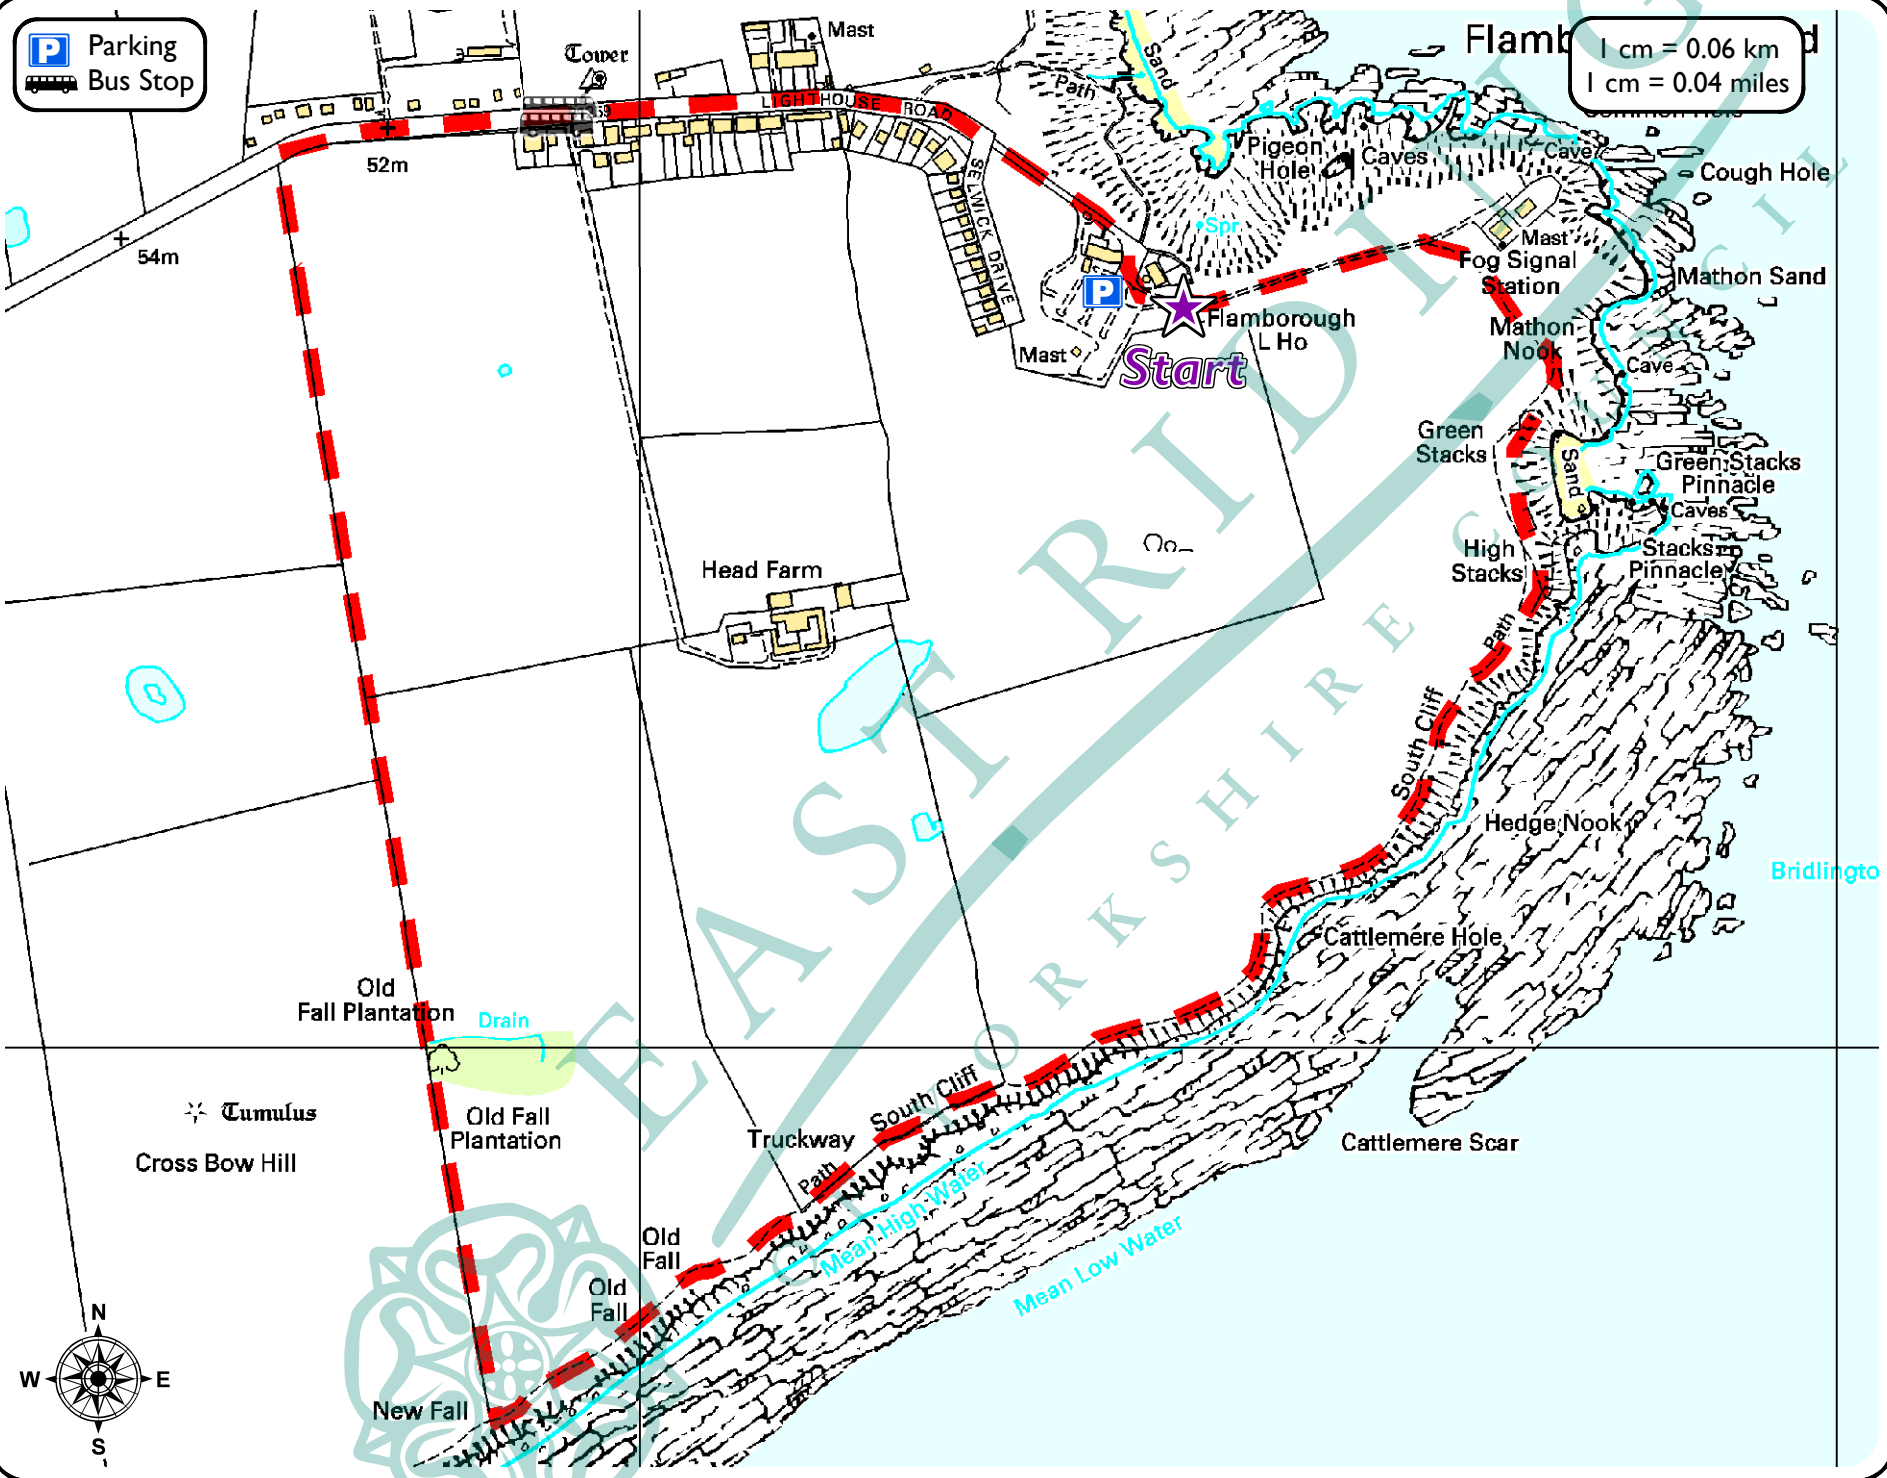 P Parking
Bus Stop
Tower
Mast
Sand
Path
Flamb
d
1 cm = 0.06 km
1 cm = 0.04 miles
LIGHTHOUSE ROAD
52m
54m
SELWICK DRIVE
Pigeon
Hole
Caves
Cave
Cough Hole
Spr
Mast
Fog Signal
Station
Mathon Sand
P
Flamborough
L Ho
Start
Mast
Mathon
Nook
Cave
Green
Stacks
Sand
Green Stacks
Pinnacle
Caves
High
Stacks
Stacks
Pinnacle
Head Farm
Path
South Cliff
Hedge Nook
Bridlingto
Cattlemere Hole
Old
Fall Plantation
Drain
Tumulus
Cross Bow Hill
Old Fall
Plantation
South Cliff
Truckway
Path
Cattlemere Scar
Mean High Water
Mean Low Water
Old
Fall
Old
Fall
New Fall
N
W E
S
EAST RIDING
OF YORKSHIRE COUNCIL